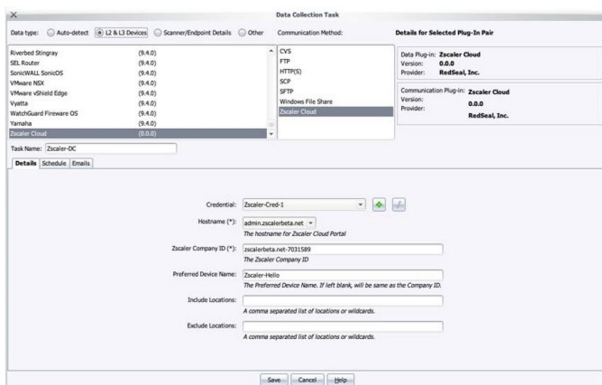 Data Collection Task
Data type: Auto-detect L2 & L3 Devices Scanner/Endpoint Details Other Communication Method: Details for Selected Plug-In Pair
Riverbed Stingray (9.4.0)
SEL Router (9.4.0)
SonicWALL SonicOS (9.4.0)
VMware NSX (9.4.0)
VMware vShield Edge (9.4.0)
Vyatta (9.4.0)
WatchGuard Fireware OS (9.4.0)
Yamaha (9.4.0)
Zscaler Cloud (0.0.0)
CVS
FTP
HTTP(S)
SCP
SFTP
Windows File Share
Zscaler Cloud
Data Plug-in: Zscaler Cloud
Version: 0.0.0
Provider: RedSeal, Inc.
Communication Plug-in: Zscaler Cloud
Version: 0.0.0
Provider: RedSeal, Inc.
Task Name: Zscaler-DC
Details Schedule Emails
Credential: Zscaler-Cred-1
Hostname (*): admin.zscalerbeta.net
The hostname for Zscaler Cloud Portal
Zscaler Company ID (*): zscalerbeta.net-7031589
The Zscaler Company ID
Preferred Device Name: Zscaler-Hello
The Preferred Device Name. If left blank, will be same as the Company ID.
Include Locations:
A comma separated list of locations or wildcards.
Exclude Locations:
A comma separated list of locations or wildcards.
Save Cancel Help